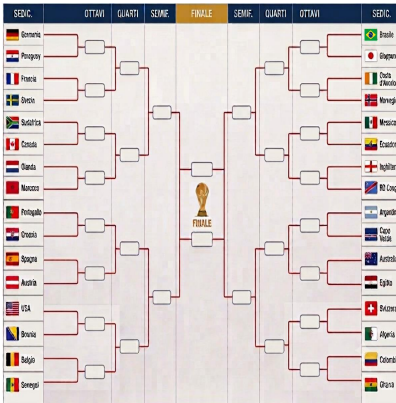 SEDIC. OTTAVI QUARTI SEMIF. FINALE SEMIF. QUARTI OTTAVI SEDIC.
Germania
Paraguay
Francia
Svezia
Sudafrica
Canada
Olanda
Marocco
Portogallo
Croazia
Spagna
Austria
USA
Bosnia
Belgio
Senegal
FINALE
Brasile
Giappone
Costa
d'Avorio
Norvegia
Messico
Ecuador
Inghilterra
RD Congo
Argentina
Capo
Verde
Australia
Egitto
Svizzera
Algeria
Colombia
Ghana